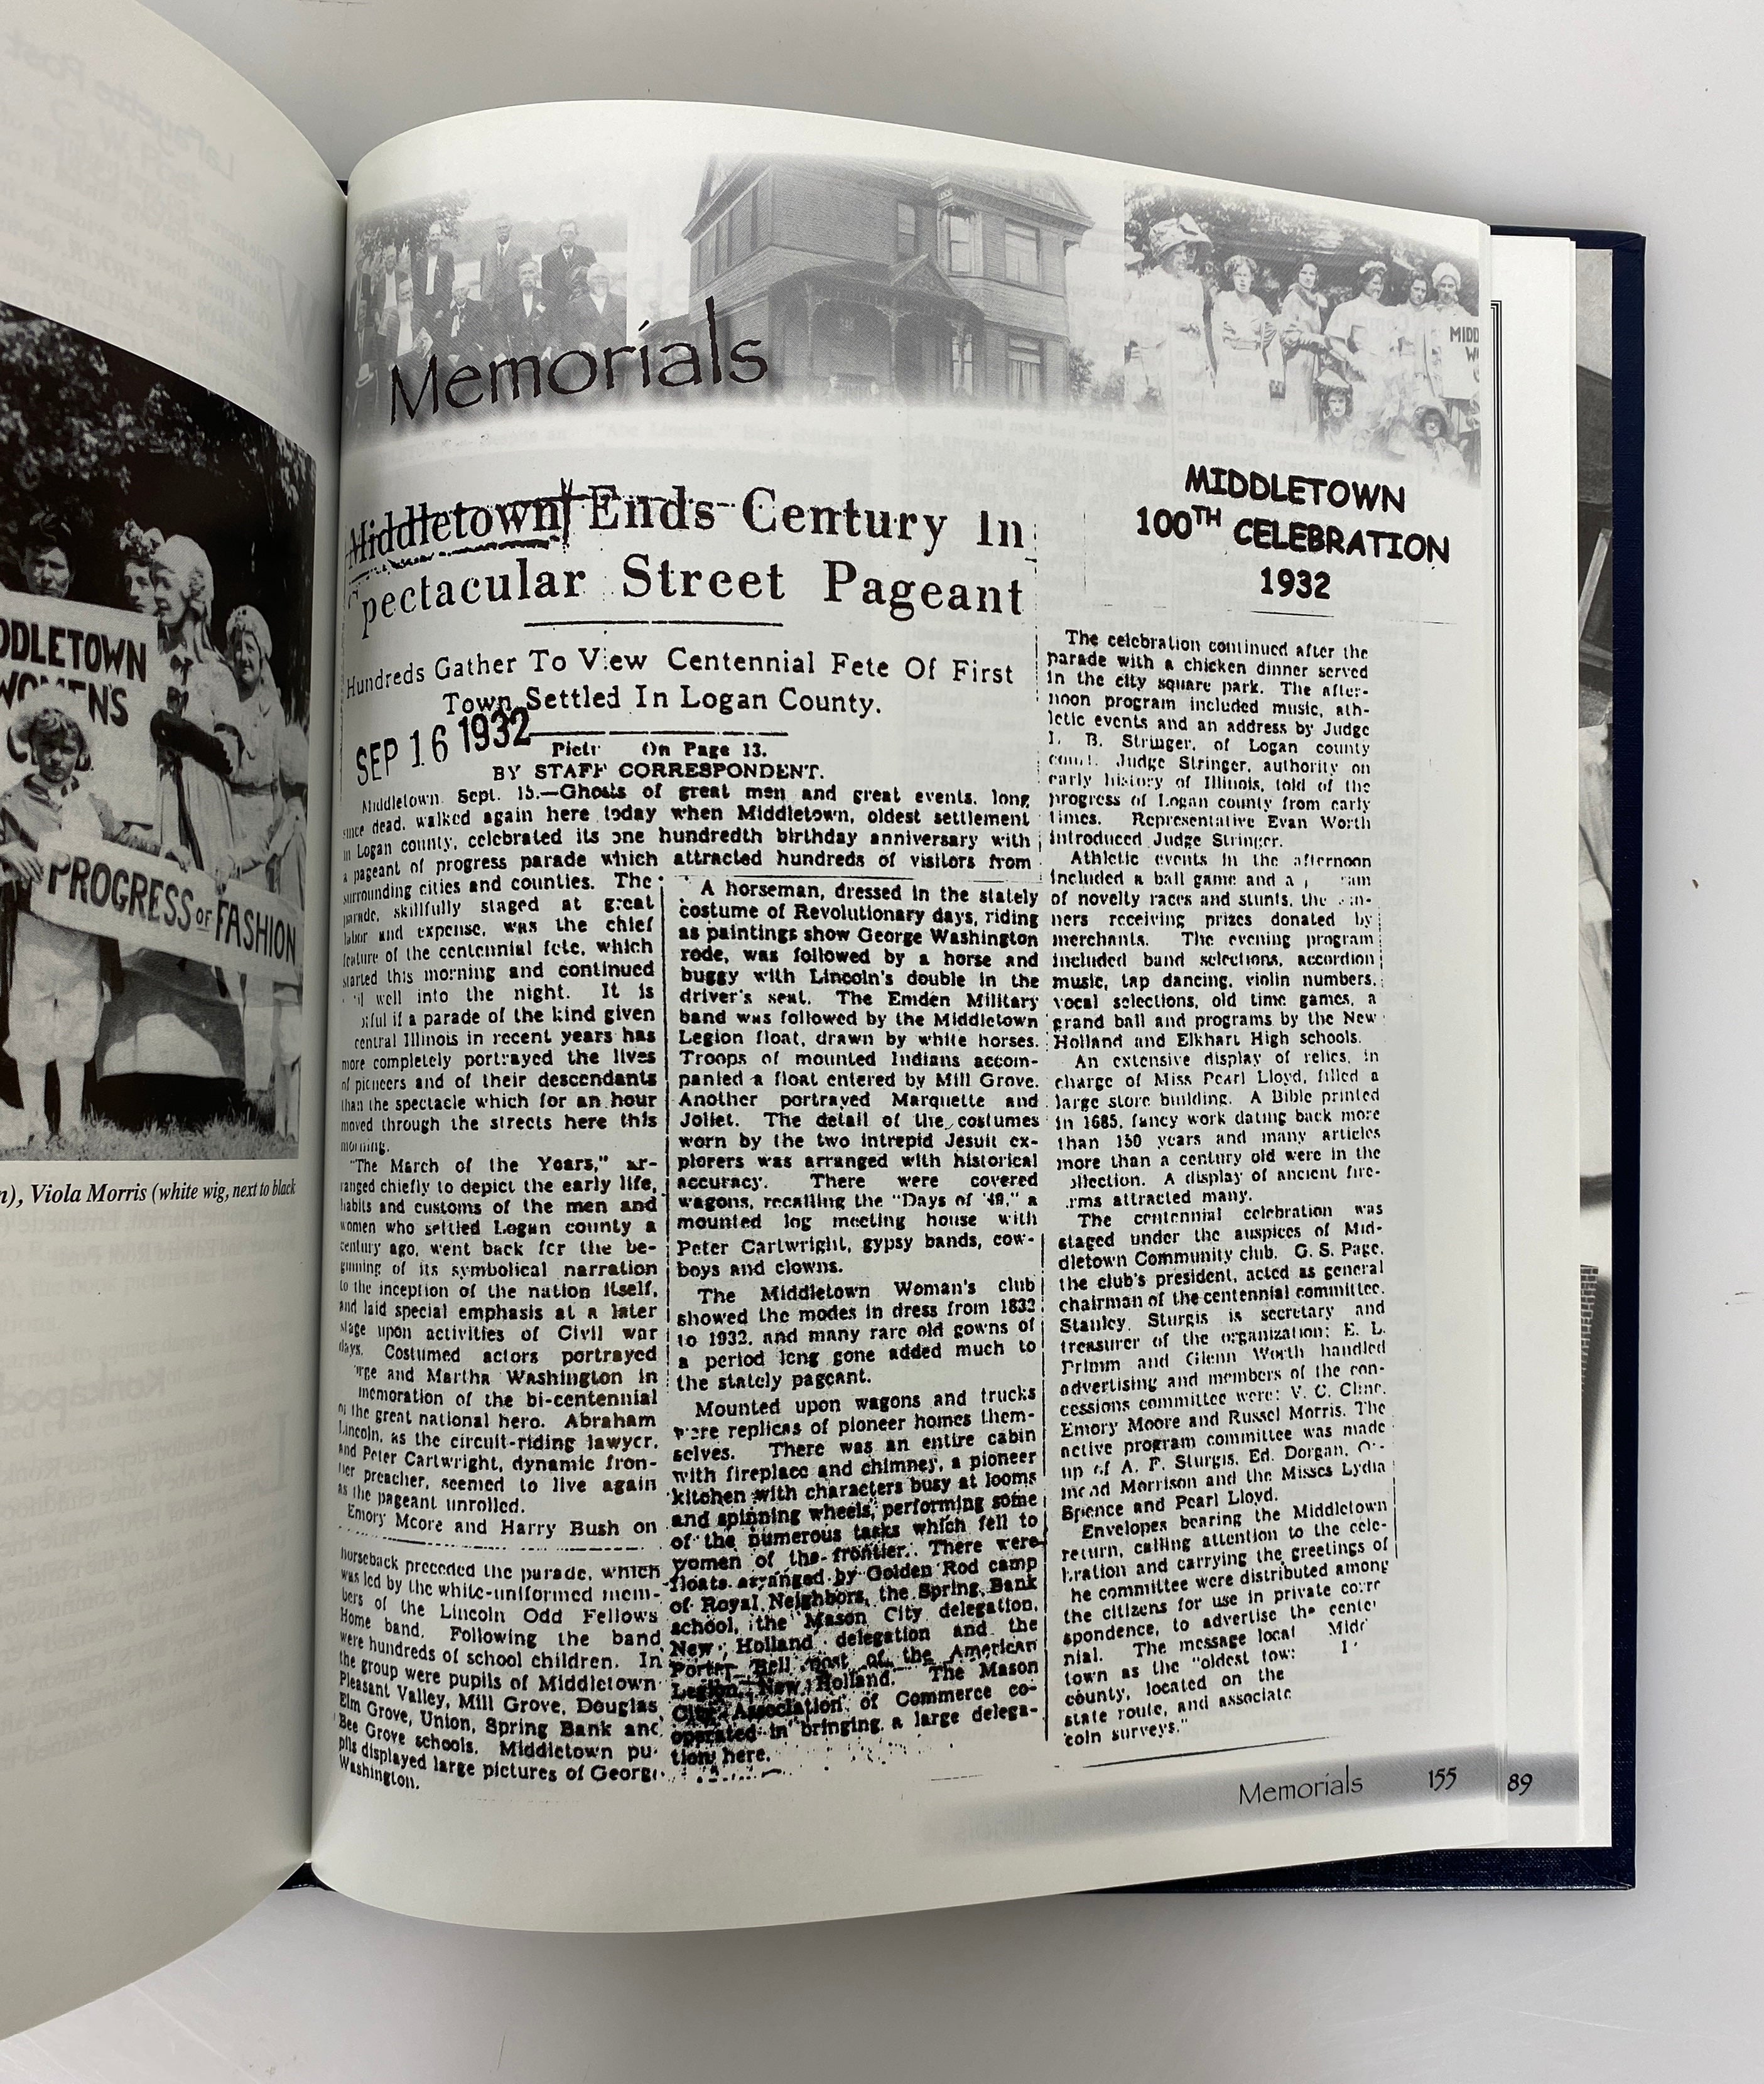 DDLETOWN
WOMEN'S
PROGRESS OF FASHION
n), Viola Morris (white wig, next to black
Memorials
MIDD
Middletown Ends Century In
Spectacular Street Pageant
Hundreds Gather To View Centennial Fete Of First
Town Settled In Logan County.
SEP 16 1932
On Page 13.
BY STAFF CORRESPONDENT.
Middletown. Sept. 15.—Ghosts of great men and great events, long
since dead, walked again here today when Middletown, oldest settlement
in Logan county, celebrated its one hundredth birthday anniversary with
a pageant of progress parade which attracted hundreds of visitors from
surrounding cities and counties. The
parade, skillfully staged at great
labor and expense, was the chief
feature of the centennial fete, which
started this morning and continued
well into the night. It is
if a parade of the kind given
central Illinois in recent years has
more completely portrayed the lives
of pioneers and of their descendants
than the spectacle which for an hour
moved through the streets here this
morning.
"The March of the Years," ar-
ranged chiefly to depict the early life,
habits and customs of the men and
women who settled Logan county a
century ago, went back for the be-
ginning of its symbolical narration
to the inception of the nation itself,
and laid special emphasis at a later
stage upon activities of Civil war
days. Costumed actors portrayed
rge and Martha Washington in
memoration of the bi-centennial
of the great national hero. Abraham
Lincoln, as the circuit-riding lawyer,
and Peter Cartwright, dynamic fron-
tier preacher, seemed to live again
as the pageant unrolled.
Emory Moore and Harry Bush on
horseback preceded the parade, which
was led by the white-uniformed mem-
bers of the Lincoln Odd Fellows
Home band. Following the band
were hundreds of school children. In
the group were pupils of Middletown
Pleasant Valley, Mill Grove, Douglas,
Elm Grove, Union, Spring Bank and
Bee Grove schools. Middletown pu-
pils displayed large pictures of George
Washington.
A horseman, dressed in the stately
costume of Revolutionary days, riding
as paintings show George Washington
rode, was followed by a horse and
buggy with Lincoln's double in the
driver's seat. The Emden Military
band was followed by the Middletown
Legion float, drawn by white horses.
Troops of mounted Indians accom-
panied a float entered by Mill Grove.
Another portrayed Marquette and
Joliet. The detail of the costumes
worn by the two intrepid Jesuit ex-
plorers was arranged with historical
accuracy. There were covered
wagons, recalling the "Days of '49," a
mounted log meeting house with
Peter Cartwright, gypsy bands, cow-
boys and clowns.
The Middletown Woman's club
showed the modes in dress from 1832
to 1932, and many rare old gowns of
a period long gone added much to
the stately pageant.
Mounted upon wagons and trucks
were replicas of pioneer homes them-
selves. There was an entire cabin
with fireplace and chimney, a pioneer
kitchen with characters busy at looms
and spinning wheels, performing some
of the numerous tasks which fell to
women of the frontier. There were
floats arranged by Golden Rod camp
of Royal Neighbors, the Spring Bank
school, the Mason City delegation,
New Holland delegation and the
Porter Bell post of the American
Legion, New Holland. The Mason
City Association of Commerce co-
operated in bringing a large delega-
tion here.
MIDDLETOWN
100TH CELEBRATION
1932
The celebration continued after the
parade with a chicken dinner served
in the city square park. The after-
noon program included music, ath-
letic events and an address by Judge
B. Stringer, of Logan county
Judge Stringer, authority on
early history of Illinois, told of the
progress of Logan county from early
times. Representative Evan Worth
introduced Judge Stringer.
Athletic events in the afternoon
included a ball game and a
of novelty races and stunts, the
ners receiving prizes donated by
merchants. The evening program
included band selections, accordion
music, tap dancing, violin numbers,
vocal selections, old time games, a
grand ball and programs by the New
Holland and Elkhart High schools.
An extensive display of relics, in
charge of Miss Pearl Lloyd, filled a
large store building. A Bible printed
in 1685, fancy work dating back more
than 150 years and many articles
more than a century old were in the
ollection. A display of ancient fire-
rms attracted many.
The centennial celebration was
staged under the auspices of Mid-
dletown Community club. G. S. Page,
the club's president, acted as general
chairman of the centennial committee.
Stanley Sturgis is secretary and
treasurer of the organization; E. L.
Primm and Glenn Worth handled
advertising and members of the con-
cessions committee were: V. C. Cline,
Emory Moore and Russel Morris. The
active program committee was made
up of A. F. Sturgis, Ed. Dorgan,
Morrison and the Misses Lydia
Spence and Pearl Lloyd.
Envelopes bearing the Middletown
return, calling attention to the cele-
bration and carrying the greetings of
he committee were distributed among
the citizens for use in private corre
spondence, to advertise the
nial. The message
town as the "oldest
county, located on the
state route, and associate
coln surveys."
Memorials 155
89